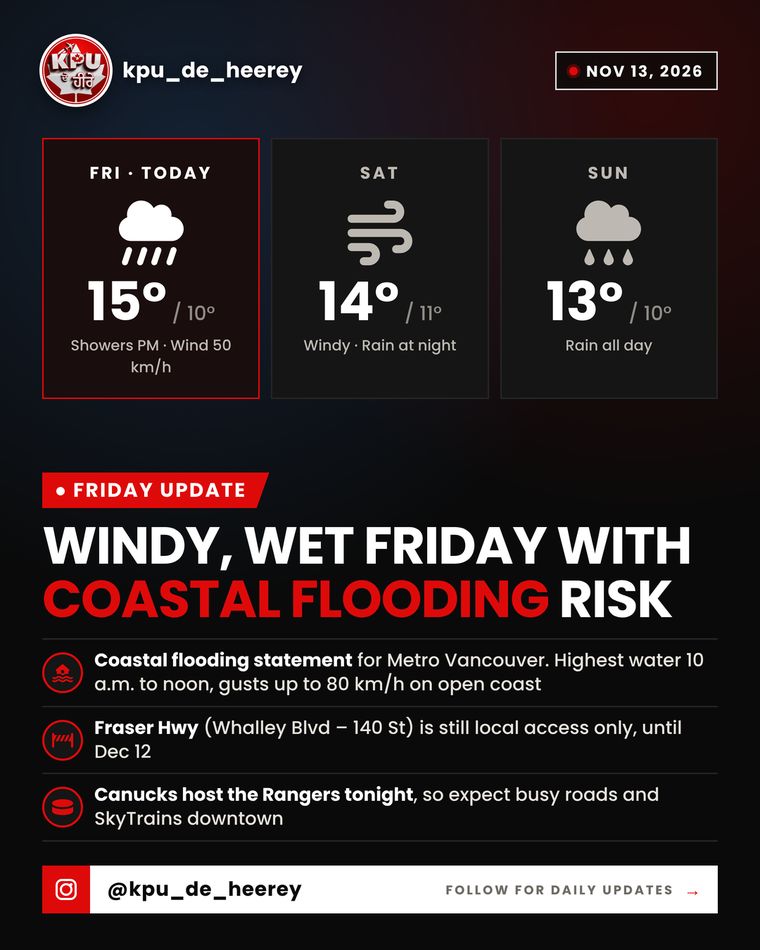 KPU
ਦੇ ਹੀਰੇ
kpu_de_heerey
NOV 13, 2026
FRI · TODAY
15° / 10°
Showers PM · Wind 50
km/h
SAT
14° / 11°
Windy · Rain at night
SUN
13° / 10°
Rain all day
FRIDAY UPDATE
WINDY, WET FRIDAY WITH
COASTAL FLOODING RISK
Coastal flooding statement for Metro Vancouver. Highest water 10
a.m. to noon, gusts up to 80 km/h on open coast
Fraser Hwy (Whalley Blvd – 140 St) is still local access only, until
Dec 12
Canucks host the Rangers tonight, so expect busy roads and
SkyTrains downtown
@kpu_de_heerey
FOLLOW FOR DAILY UPDATES →